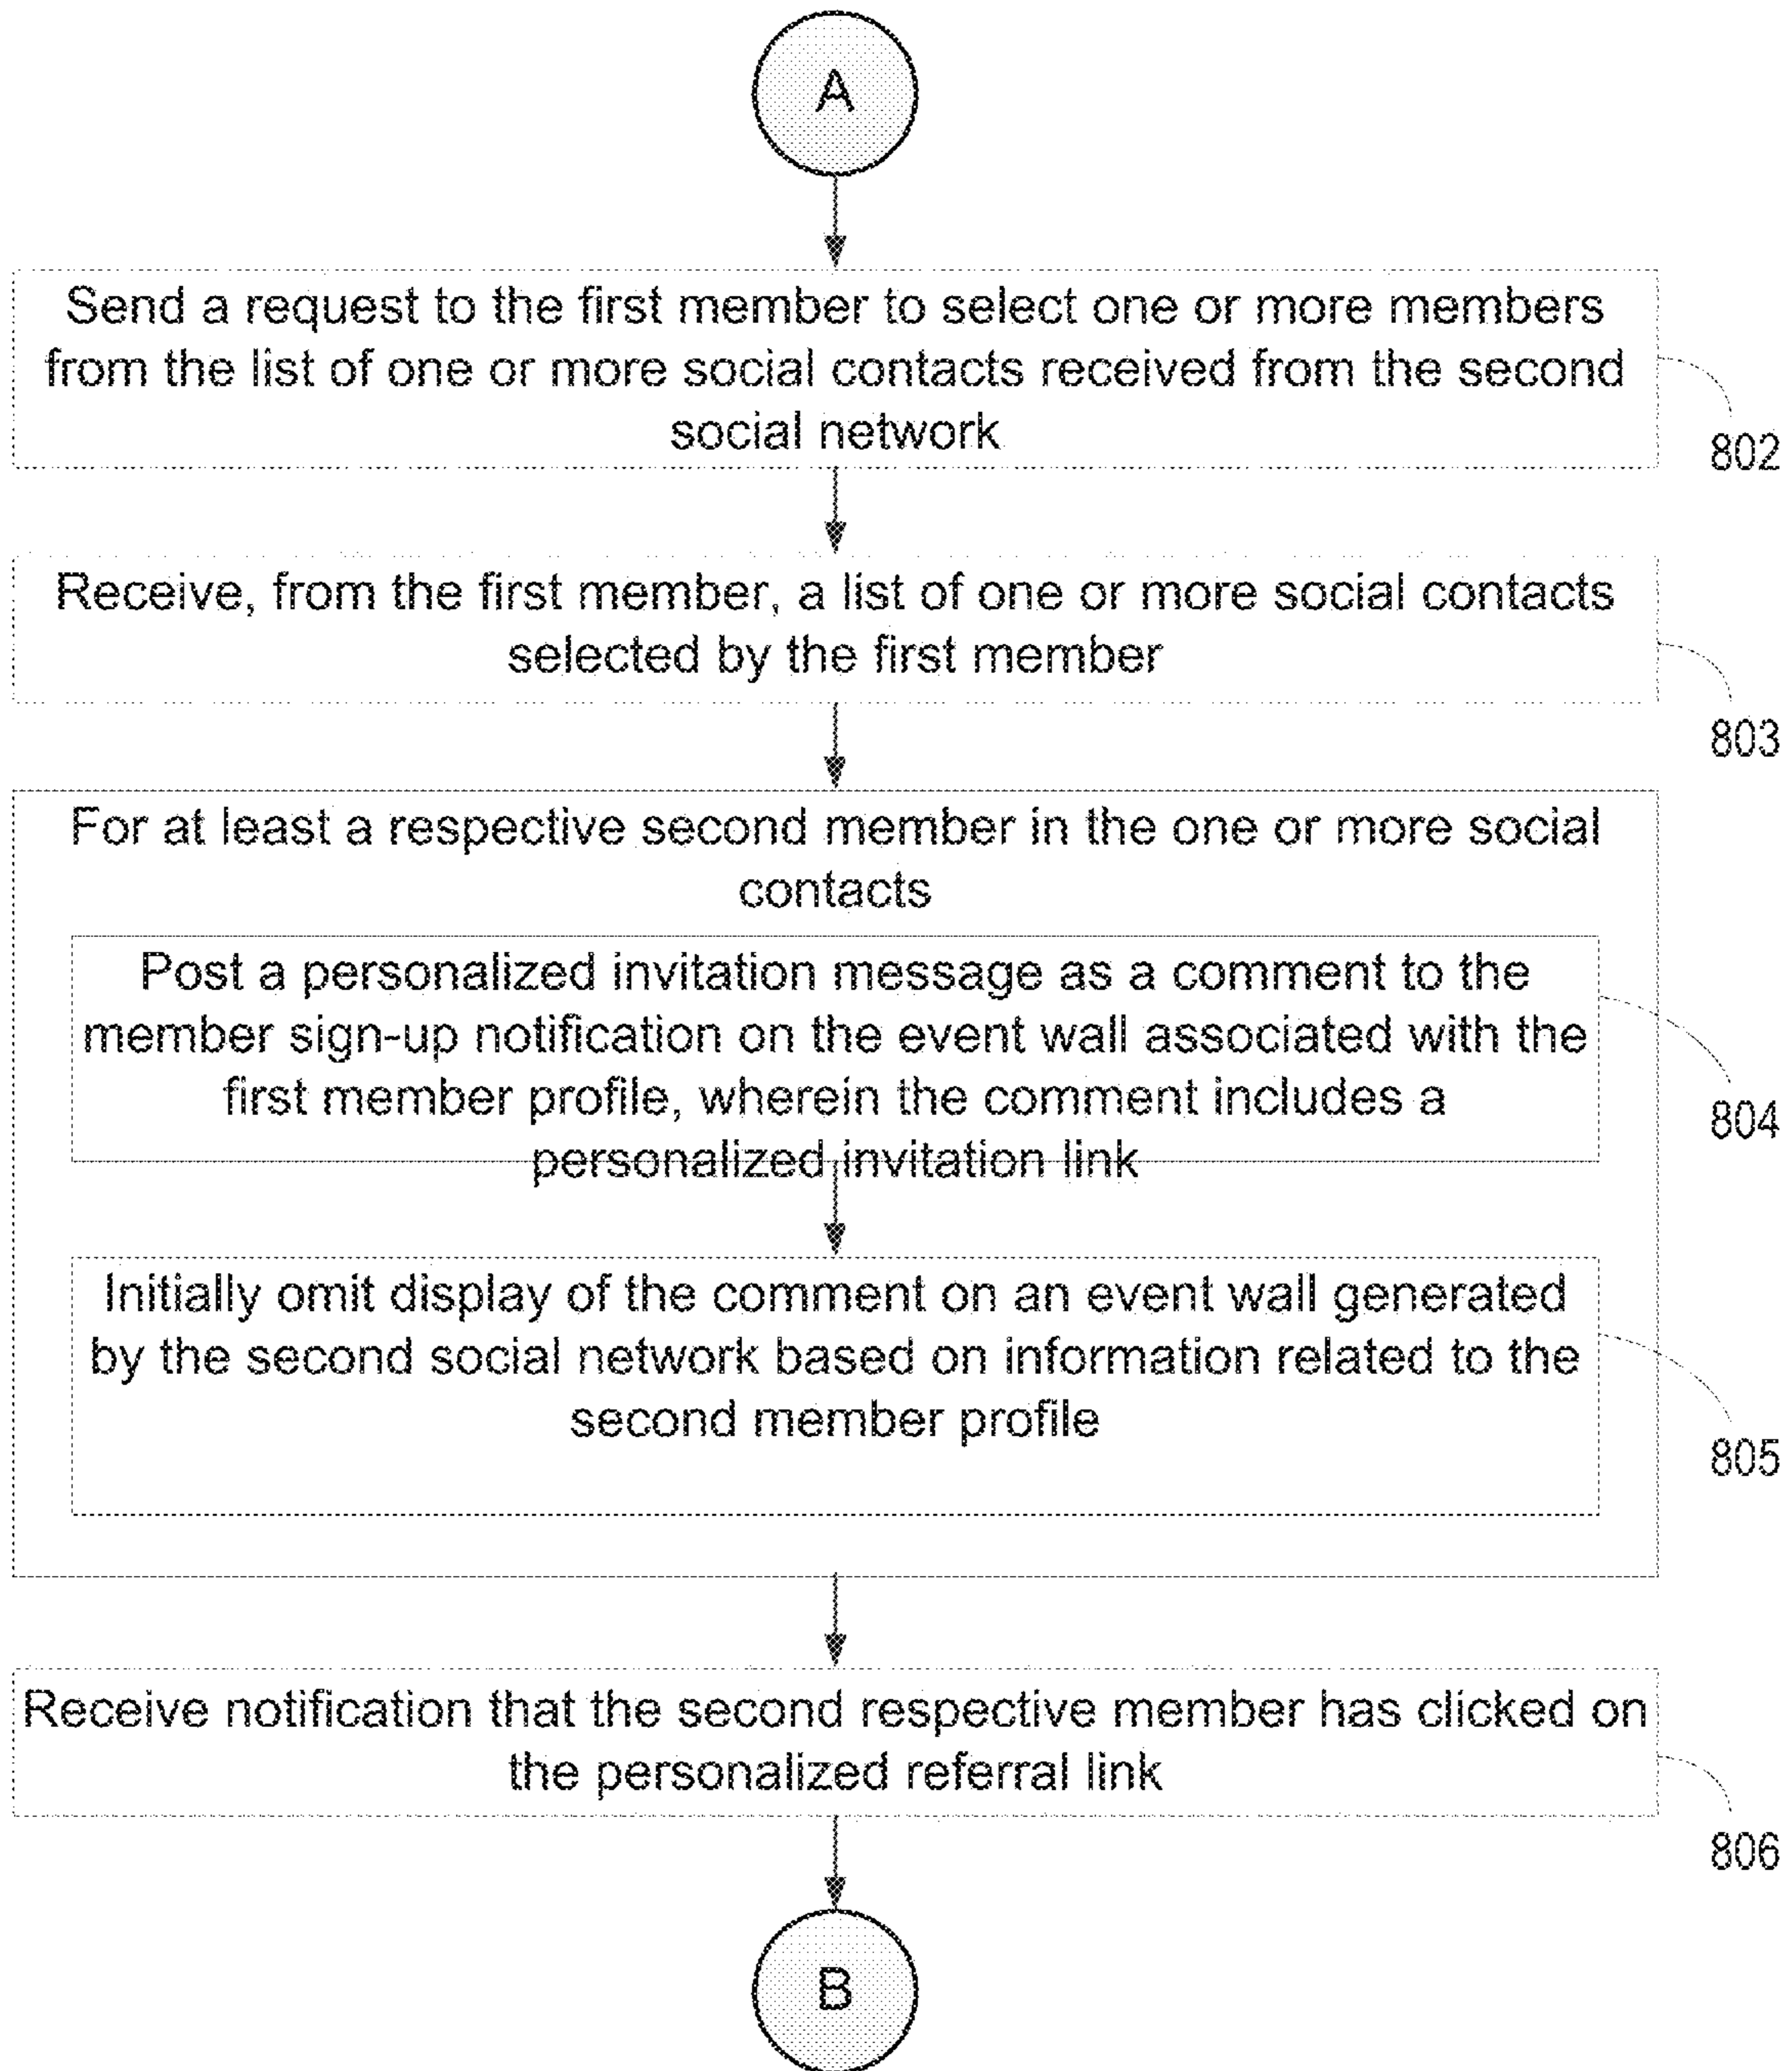 A
Send a request to the first member to select one or more members
from the list of one or more social contacts received from the second
social network
802
Receive, from the first member, a list of one or more social contacts
selected by the first member
803
For at least a respective second member in the one or more social
contacts
Post a personalized invitation message as a comment to the
member sign-up notification on the event wall associated with the
first member profile, wherein the comment includes a
personalized invitation link
804
Initially omit display of the comment on an event wall generated
by the second social network based on information related to the
second member profile
805
Receive notification that the second respective member has clicked on
the personalized referral link
806
B